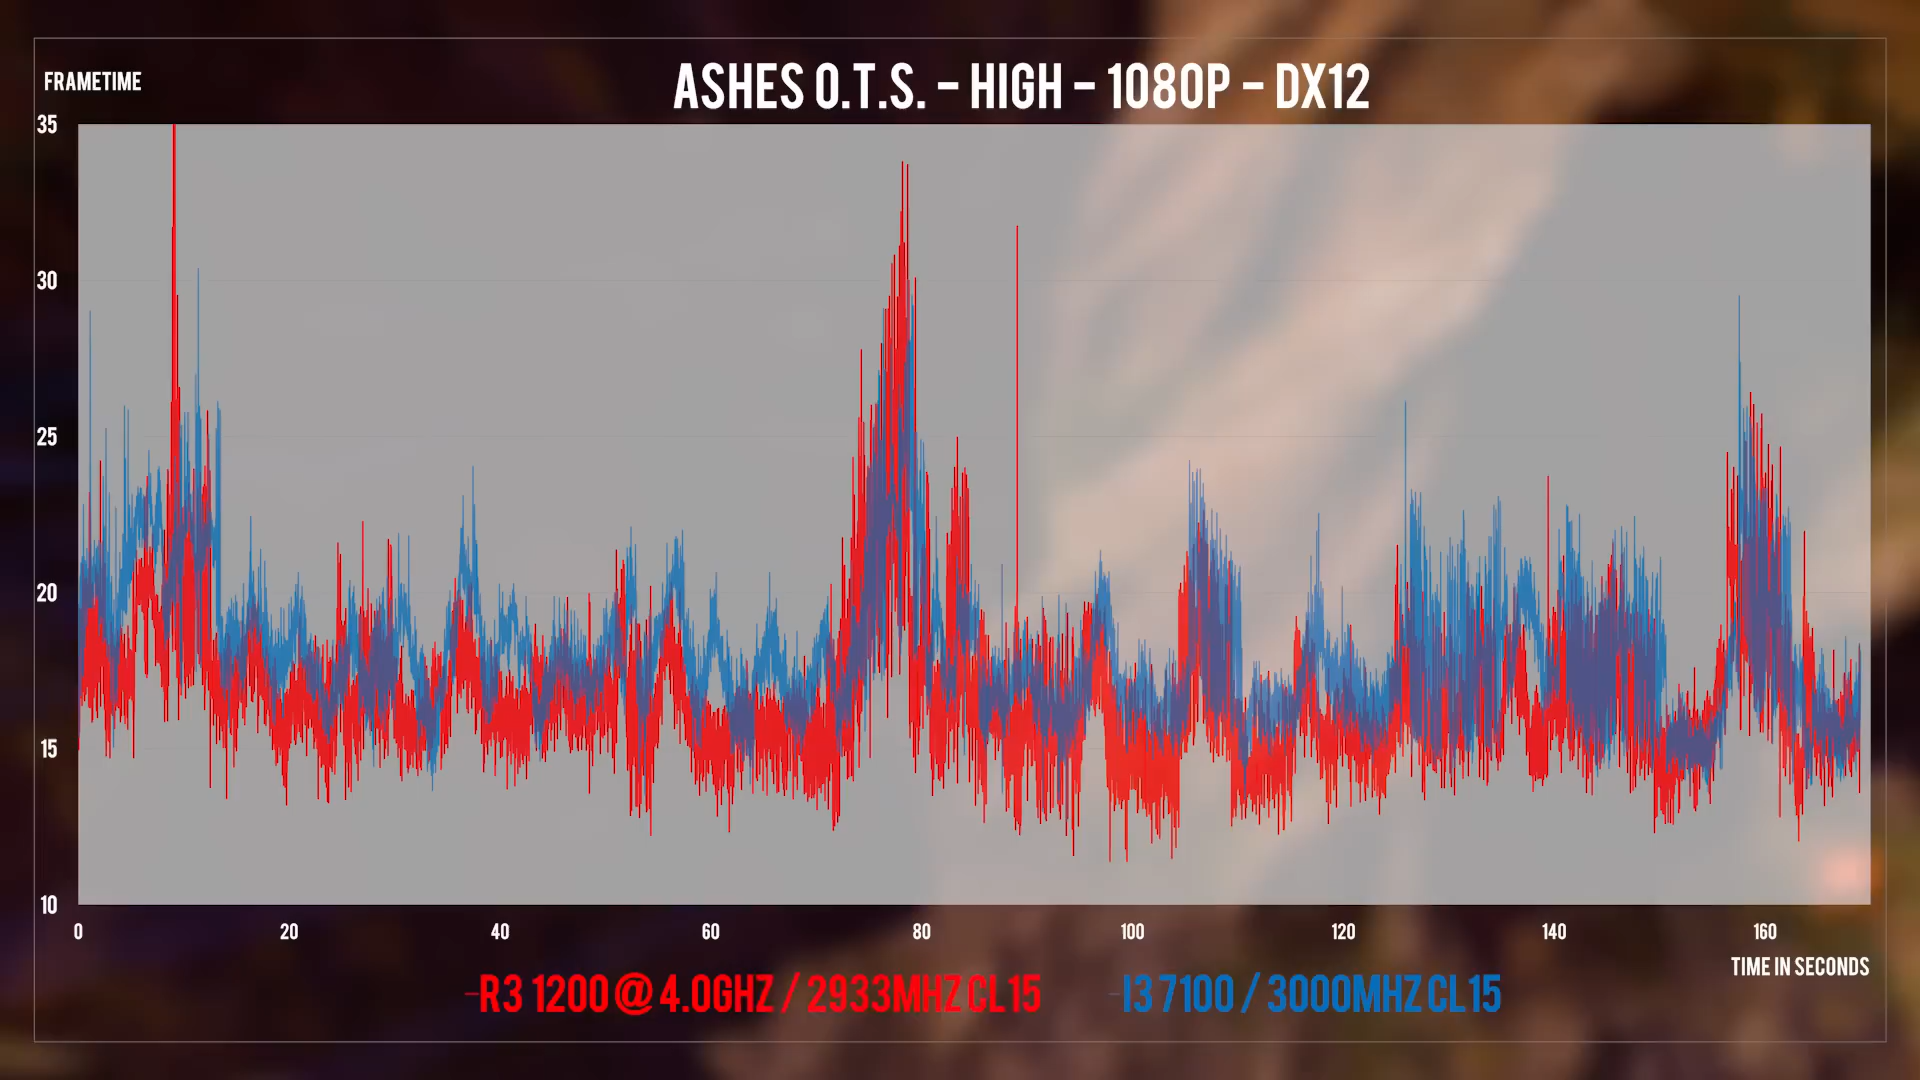 FRAMETIME
ASHES O.T.S. – HIGH – 1080P – DX12
35
30
25
20
15
10
0 20 40 60 80 100 120 140 160
TIME IN SECONDS
R3 1200 @ 4.0GHZ / 2933MHZ CL15
I3 7100 / 3000MHZ CL15